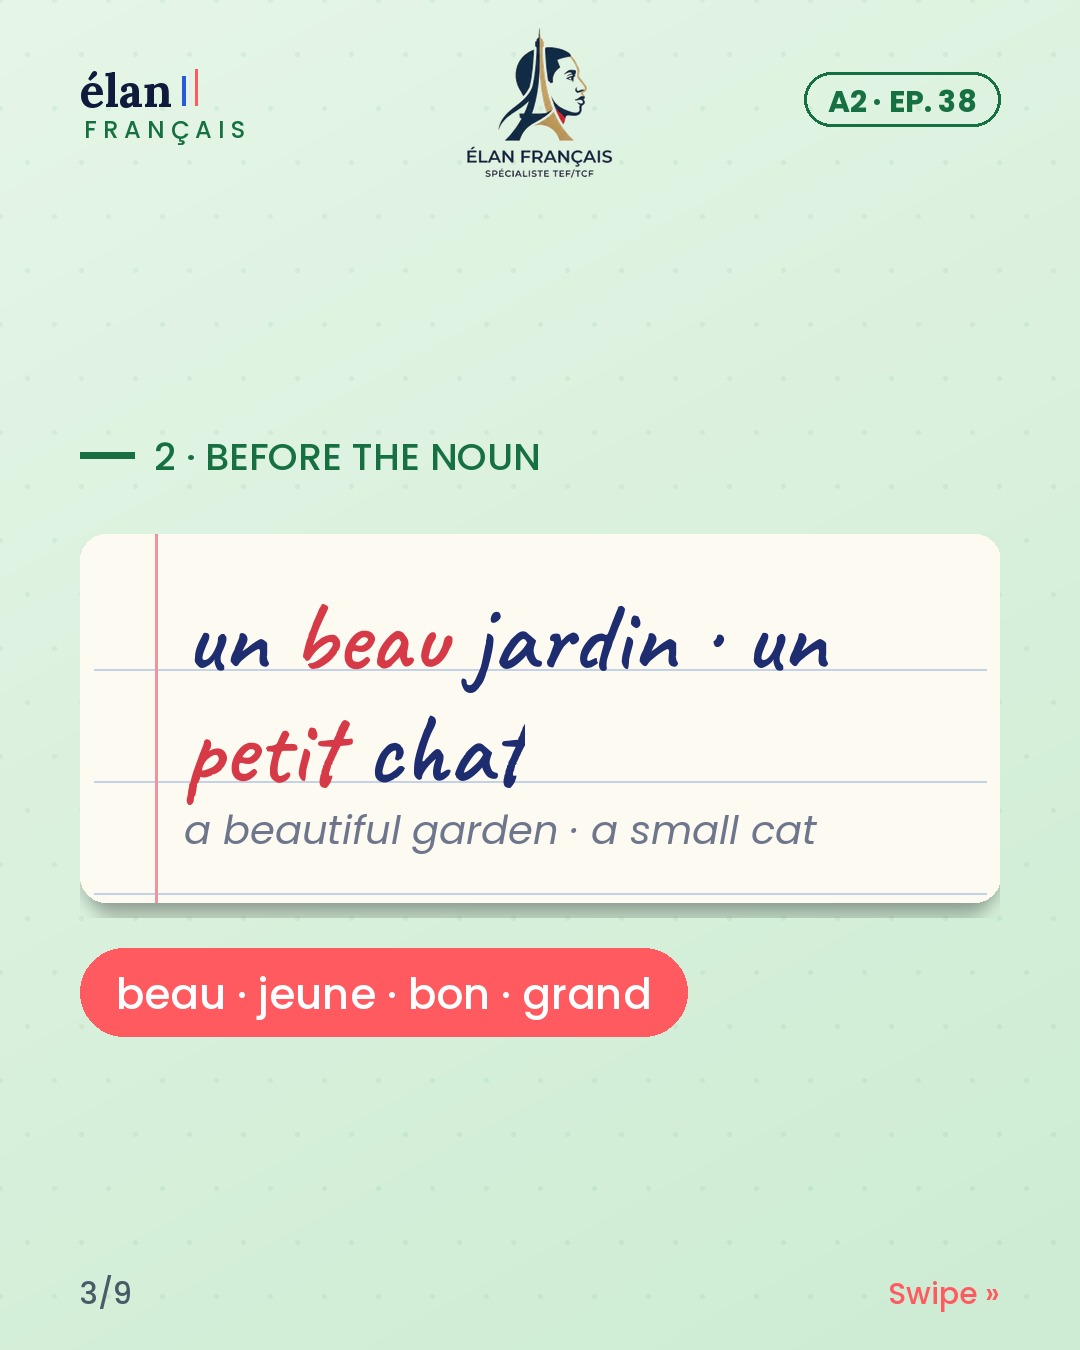 élan
FRANÇAIS
ÉLAN FRANÇAIS
SPÉCIALISTE TEF/TCF
A2 · EP. 38
2 · BEFORE THE NOUN
un beau jardin · un
petit chat
a beautiful garden · a small cat
beau · jeune · bon · grand
3/9
Swipe »